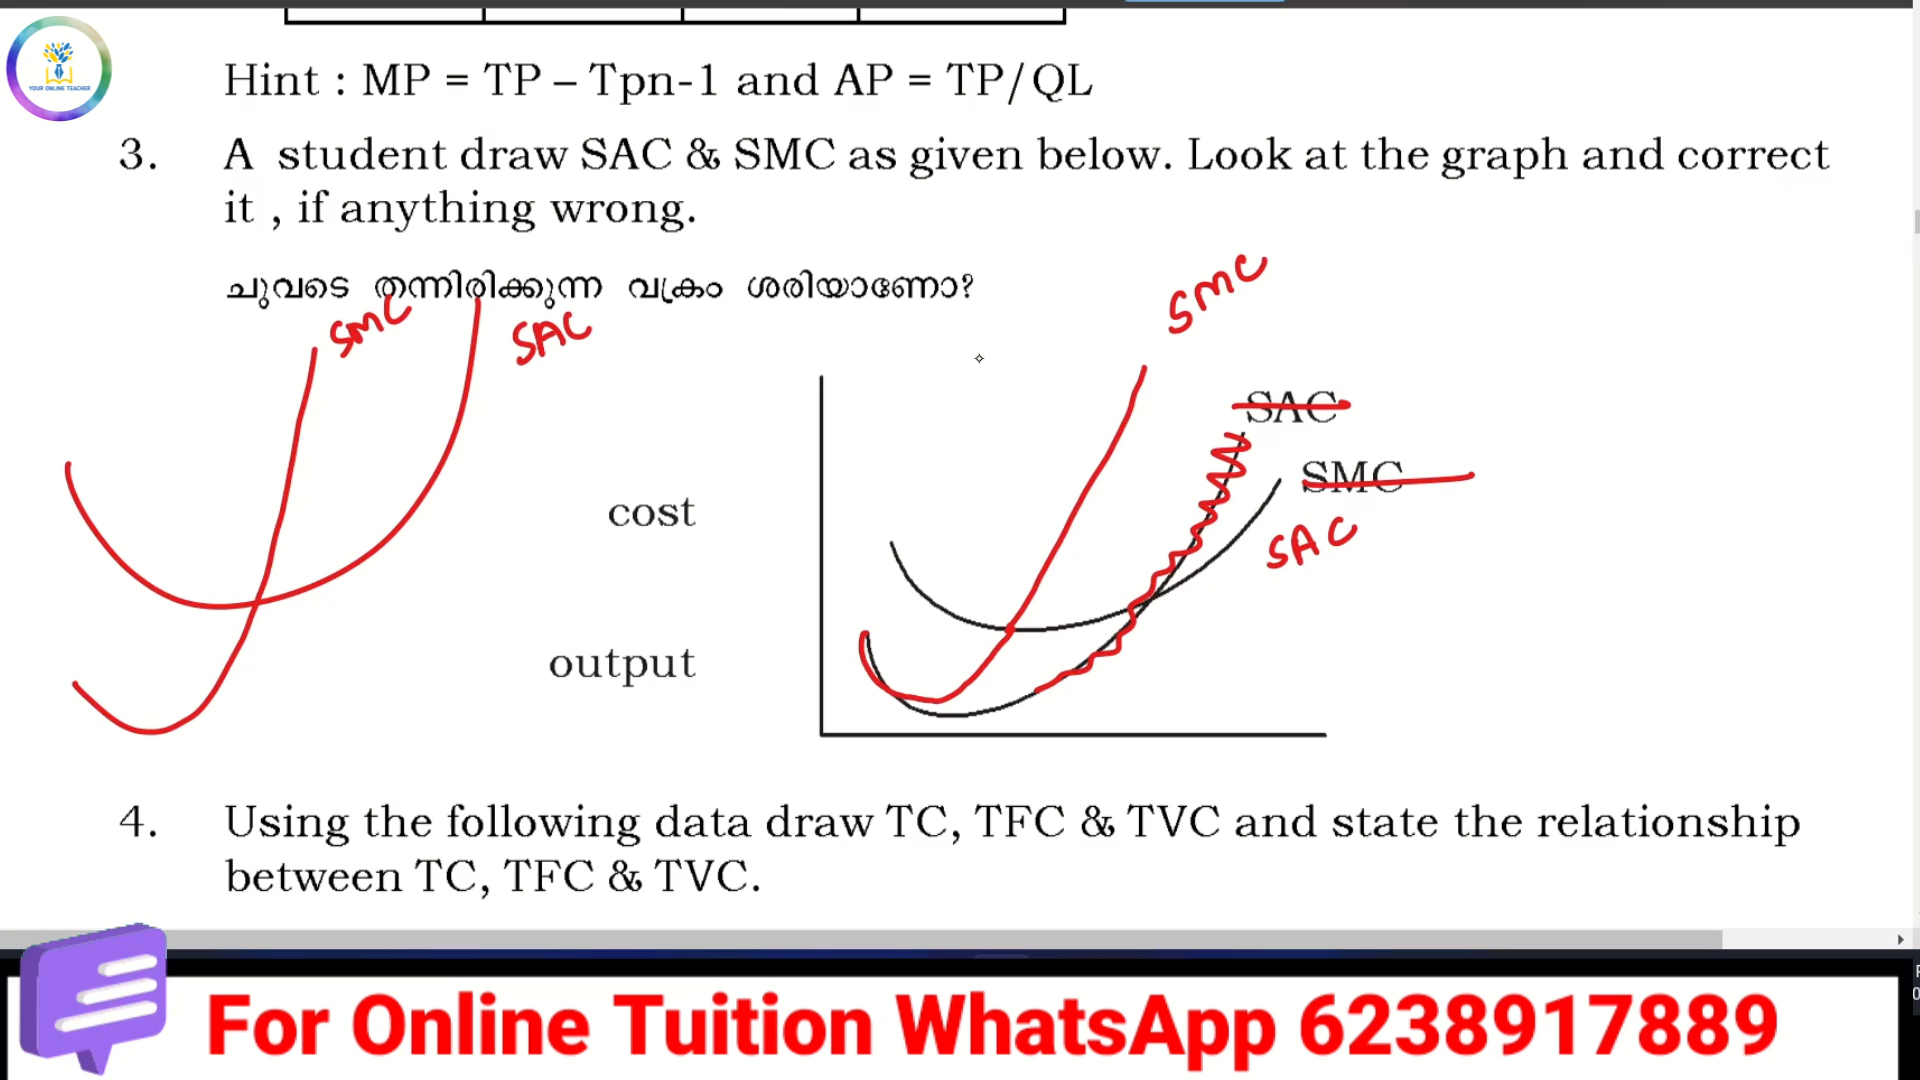 YOUR ONLINE TEACHER
Hint : MP = TP – Tpn-1 and AP = TP/QL
3. A student draw SAC & SMC as given below. Look at the graph and correct
it , if anything wrong.
ചുവടെ തന്നിരിക്കുന്ന വക്രം ശരിയാണോ?
SMC
SAC
SMC
SAC
SMC
SAC
cost
output
4. Using the following data draw TC, TFC & TVC and state the relationship
between TC, TFC & TVC.
For Online Tuition WhatsApp 6238917889